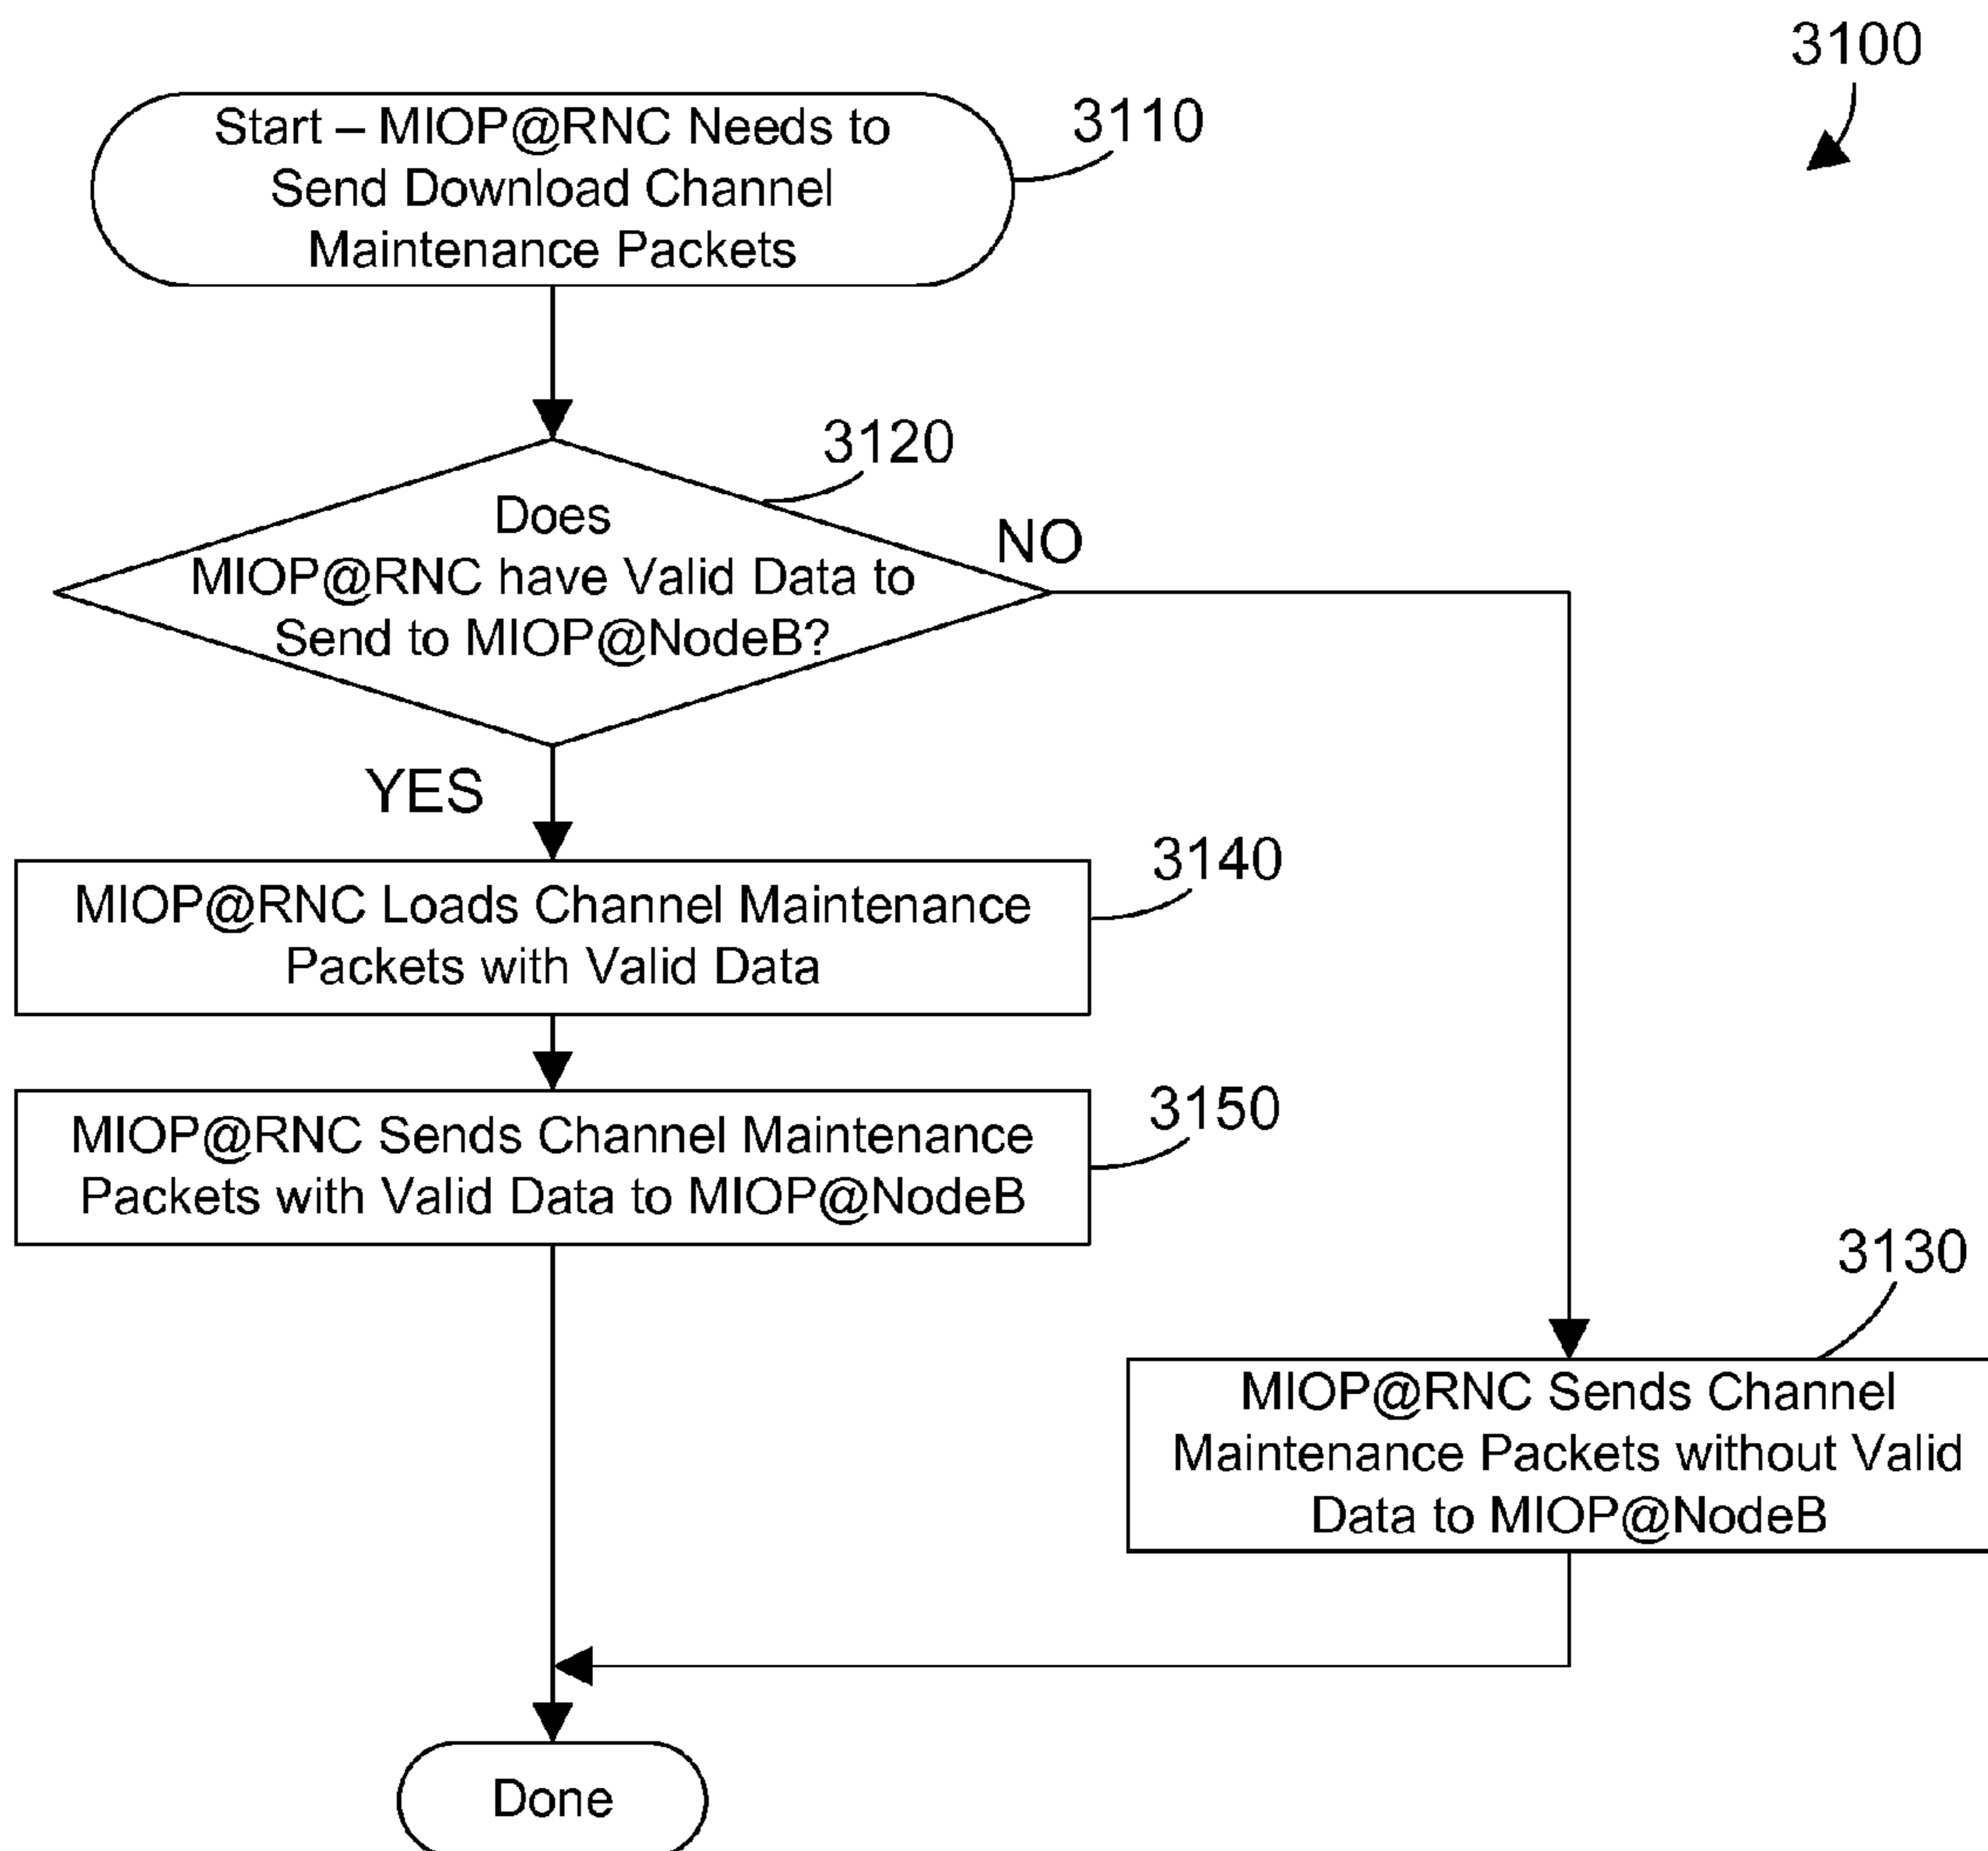 3100
Start – MIOP@RNC Needs to
Send Download Channel
Maintenance Packets
3110
3120
Does
MIOP@RNC have Valid Data to
Send to MIOP@NodeB?
NO
YES
3140
MIOP@RNC Loads Channel Maintenance
Packets with Valid Data
3150
MIOP@RNC Sends Channel Maintenance
Packets with Valid Data to MIOP@NodeB
3130
MIOP@RNC Sends Channel
Maintenance Packets without Valid
Data to MIOP@NodeB
Done